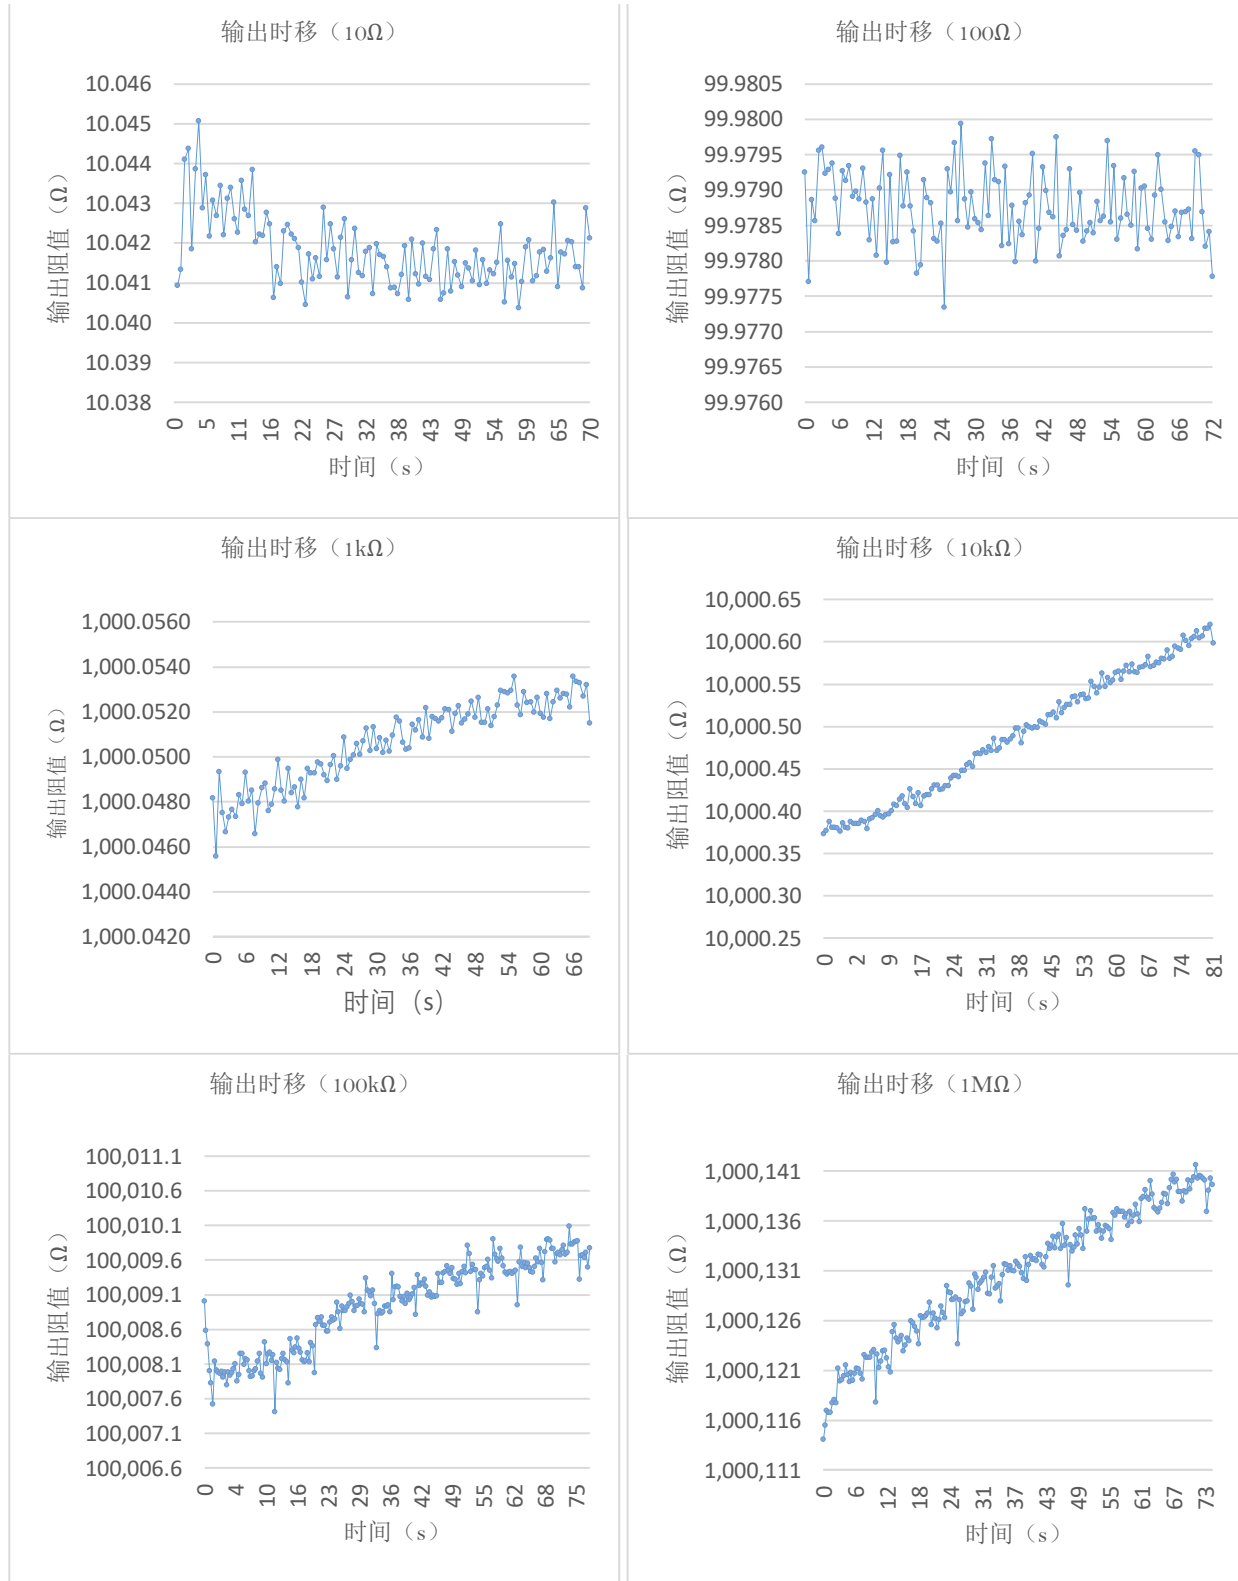 输出时移（10Ω）
10.046
10.045
10.044
10.043
10.042
10.041
10.040
10.039
10.038
输出阻值（Ω）
0 5 11 16 22 27 32 38 43 49 54 59 65 70
时间（s）
输出时移（100Ω）
99.9805
99.9800
99.9795
99.9790
99.9785
99.9780
99.9775
99.9770
99.9765
99.9760
输出阻值（Ω）
0 6 12 18 24 30 36 42 48 54 60 66 72
时间（s）
输出时移（1kΩ）
1,000.0560
1,000.0540
1,000.0520
1,000.0500
1,000.0480
1,000.0460
1,000.0440
1,000.0420
输出阻值（Ω）
0 6 12 18 24 30 36 42 48 54 60 66
时间（s）
输出时移（10kΩ）
10,000.65
10,000.60
10,000.55
10,000.50
10,000.45
10,000.40
10,000.35
10,000.30
10,000.25
输出阻值（Ω）
0 2 9 17 24 31 38 45 53 60 67 74 81
时间（s）
输出时移（100kΩ）
100,011.1
100,010.6
100,010.1
100,009.6
100,009.1
100,008.6
100,008.1
100,007.6
100,007.1
100,006.6
输出阻值（Ω）
0 4 10 16 23 29 36 42 49 55 62 68 75
时间（s）
输出时移（1MΩ）
1,000,141
1,000,136
1,000,131
1,000,126
1,000,121
1,000,116
1,000,111
输出阻值（Ω）
0 6 12 18 24 31 37 43 49 55 61 67 73
时间（s）